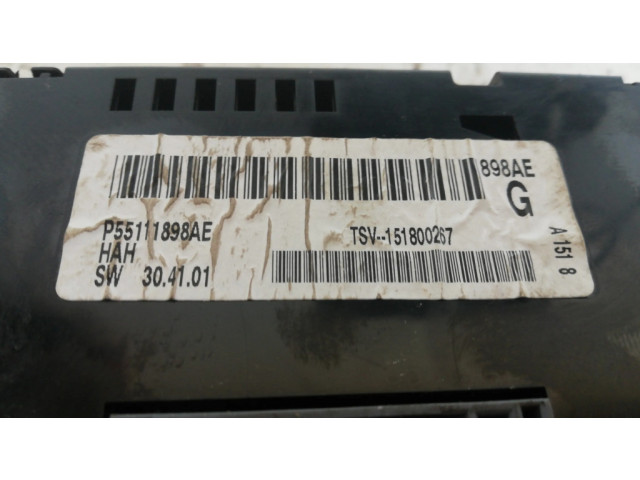 898AE
G
P55111898AE
HAH
SW 30.41.01
TSV--151800267
A 151 8